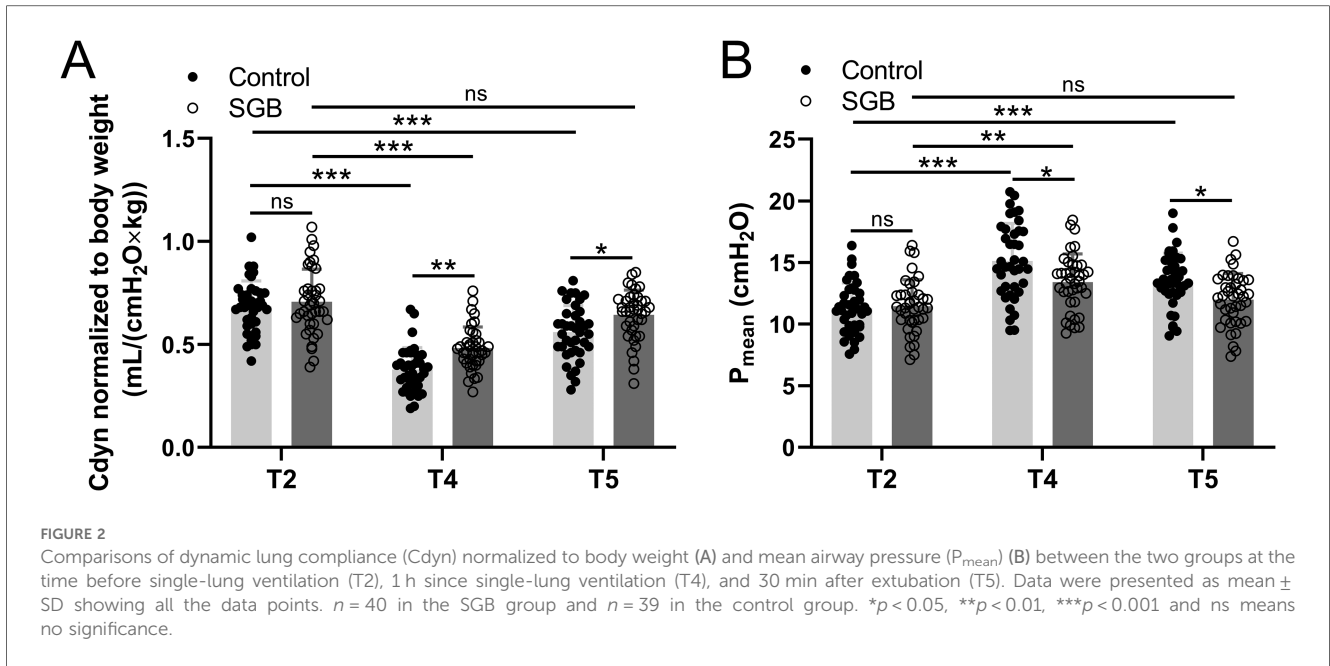 A
Control
SGB
ns
***
***
***
ns
**
*
Cdyn normalized to body weight
(mL/(cmH₂O×kg))
1.5
1.0
0.5
0.0
T2
T4
T5
B
Control
SGB
ns
***
**
***
*
*
ns
Pmean (cmH₂O)
25
20
15
10
5
0
T2
T4
T5
FIGURE 2
Comparisons of dynamic lung compliance (Cdyn) normalized to body weight (A) and mean airway pressure (Pmean) (B) between the two groups at the
time before single-lung ventilation (T2), 1 h since single-lung ventilation (T4), and 30 min after extubation (T5). Data were presented as mean ±
SD showing all the data points. n = 40 in the SGB group and n = 39 in the control group. *p < 0.05, **p < 0.01, ***p < 0.001 and ns means
no significance.